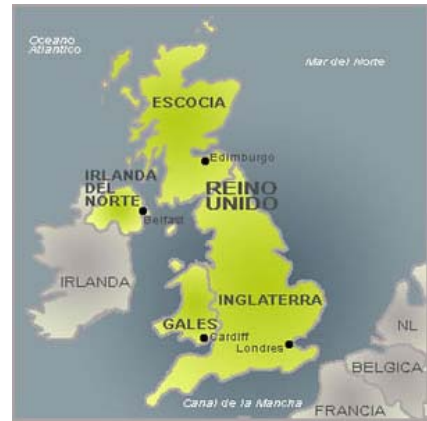 Oceano
Atlantico
Mar del Norte
ESCOCIA
Edimburgo
IRLANDA
DEL
NORTE
REINO
UNIDO
Belfast
IRLANDA
INGLATERRA
GALES
Cardiff
Londres
NL
BELGICA
Canal de la Mancha
FRANCIA